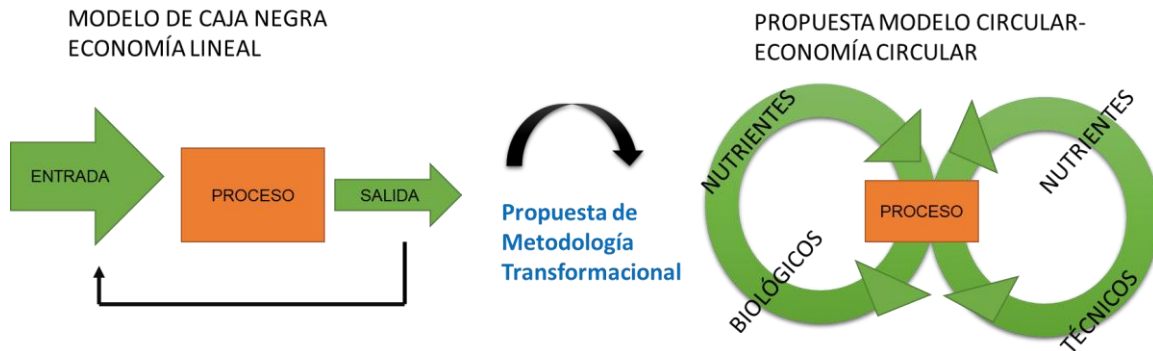 MODELO DE CAJA NEGRA
ECONOMÍA LINEAL
ENTRADA
PROCESO
SALIDA
Propuesta de
Metodología
Transformacional
PROPUESTA MODELO CIRCULAR-
ECONOMÍA CIRCULAR
NUTRIENTES
BIOLÓGICOS
PROCESO
NUTRIENTES
TÉCNICOS